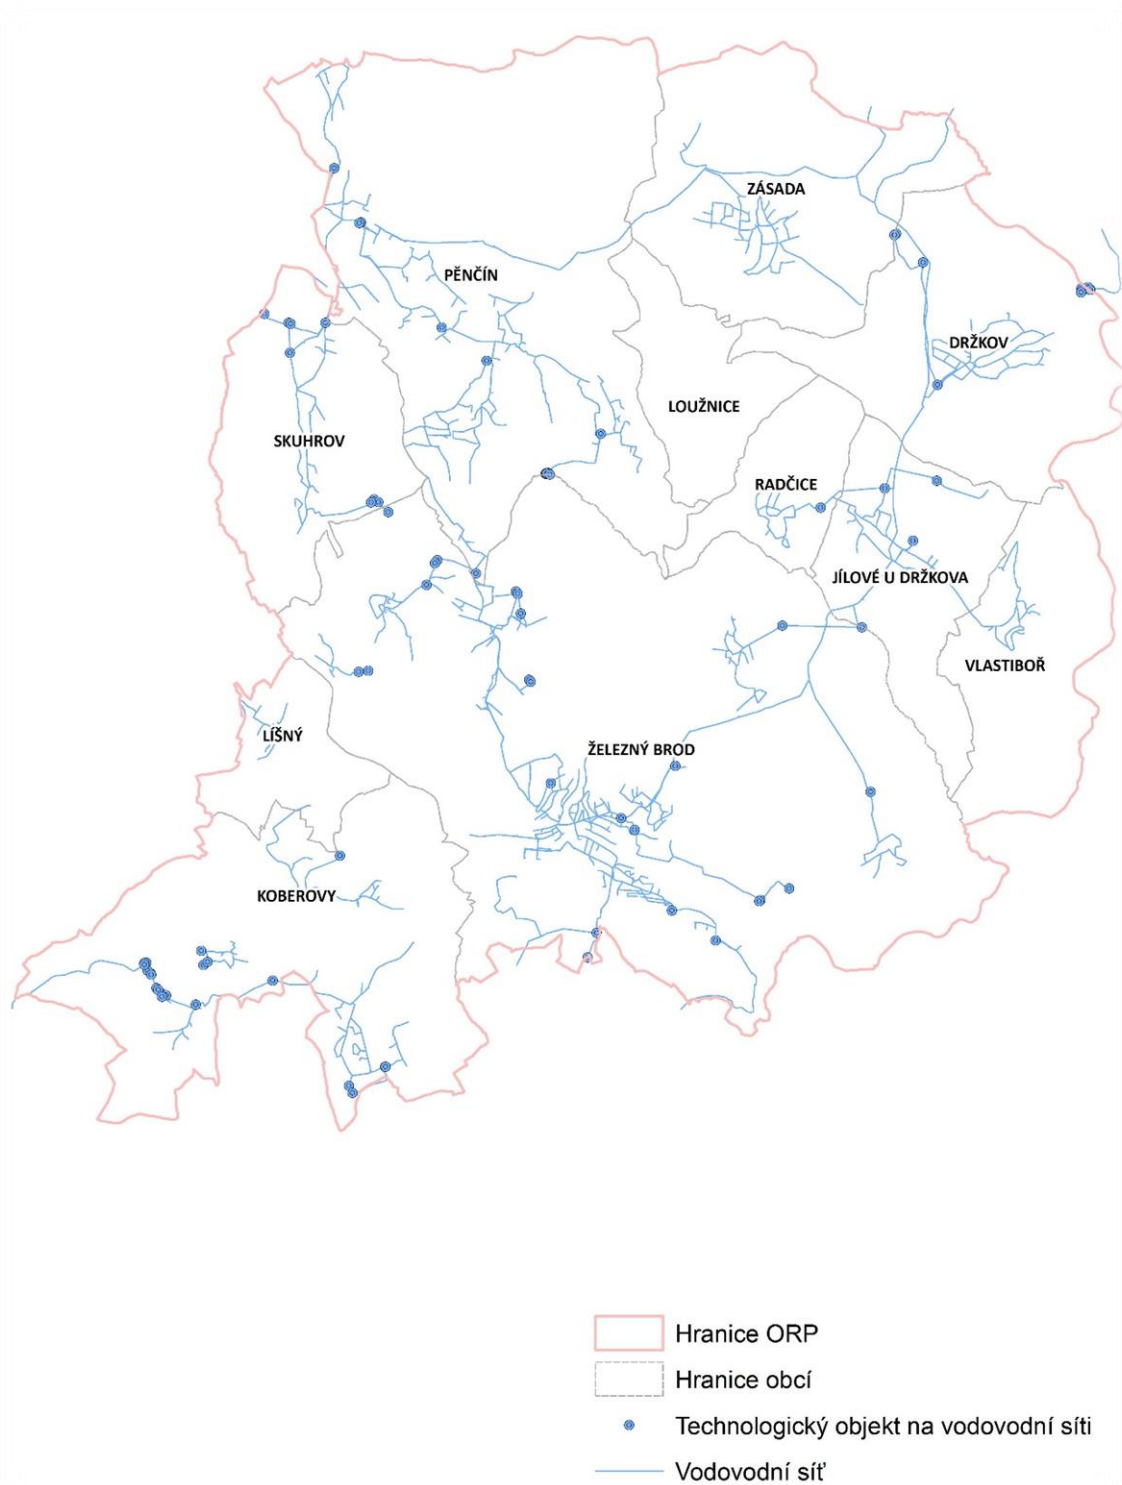 ZÁSADA
PĚNČÍN
DRŽKOV
LOUŽNICE
SKUHROV
RADČICE
JÍLOVÉ U DRŽKOVA
VLASTIBOŘ
LÍŠNÝ
ŽELEZNÝ BROD
KOBEROVY
Hranice ORP
Hranice obcí
Technologický objekt na vodovodní síti
Vodovodní síť